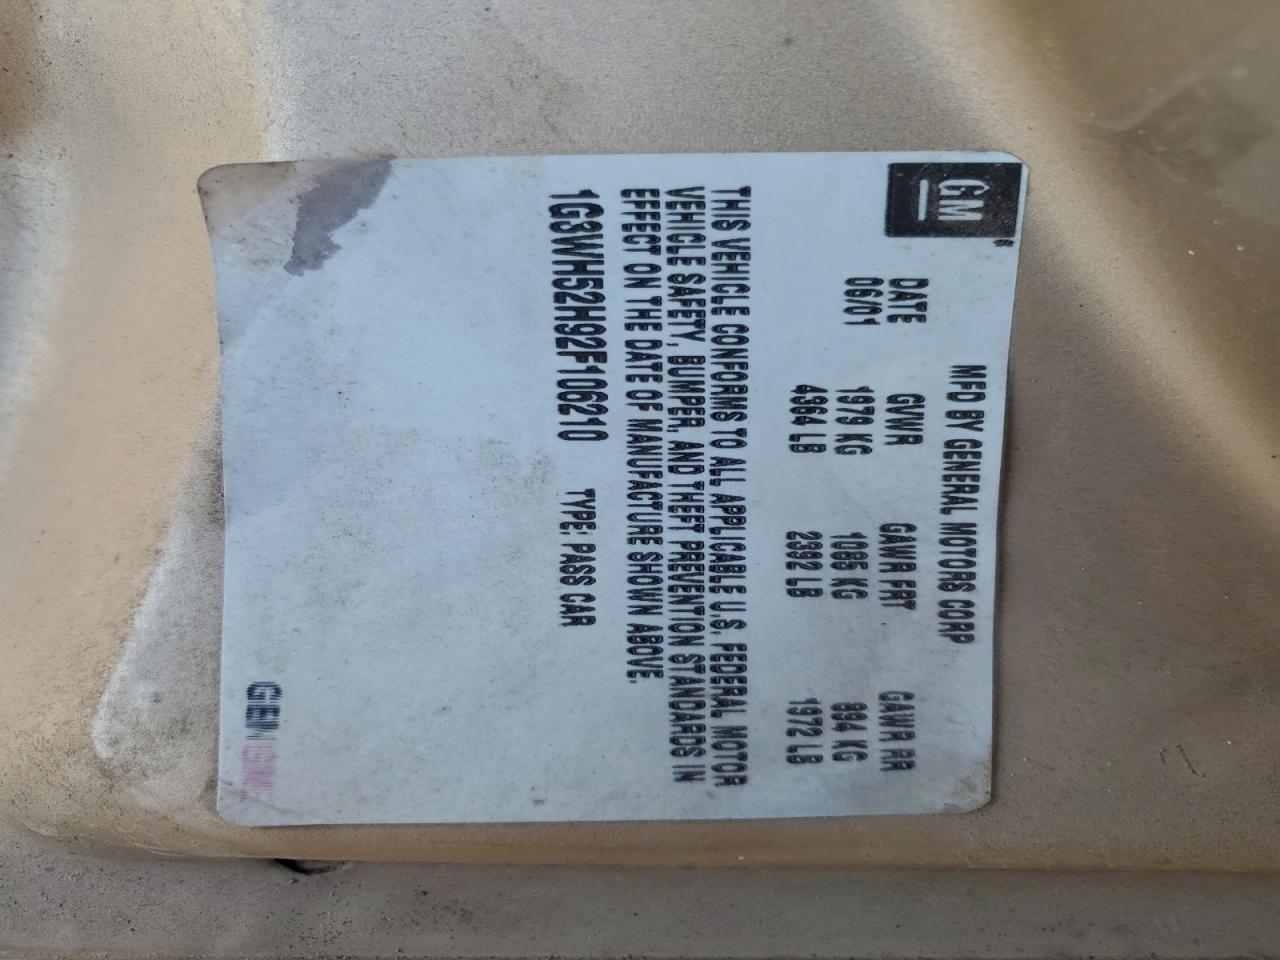 GM
MFD BY GENERAL MOTORS CORP
DATE GVWR GAWR FRT GAWR RR
06/01 1979 KG 1085 KG 894 KG
4364 LB 2392 LB 1972 LB
THIS VEHICLE CONFORMS TO ALL APPLICABLE U.S. FEDERAL MOTOR
VEHICLE SAFETY, BUMPER, AND THEFT PREVENTION STANDARDS IN
EFFECT ON THE DATE OF MANUFACTURE SHOWN ABOVE.
1G3WH52H92F106210 TYPE: PASS CAR